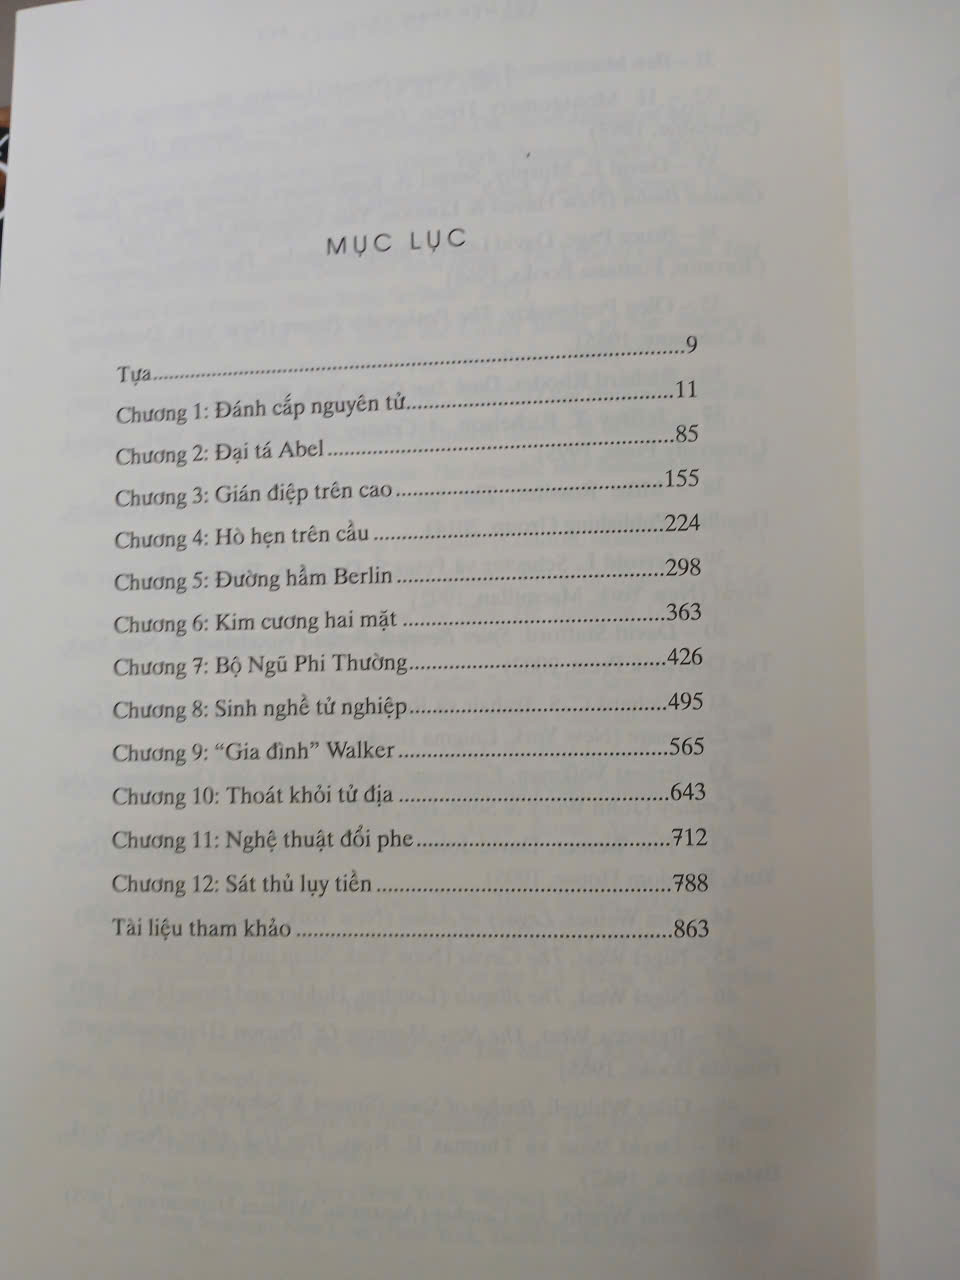 MỤC LỤC
Tựa....................................................................................9
Chương 1: Đánh cắp nguyên tử..........................................11
Chương 2: Đại tá Abel.......................................................85
Chương 3: Gián điệp trên cao...........................................155
Chương 4: Hò hẹn trên cầu..............................................224
Chương 5: Đường hầm Berlin...........................................298
Chương 6: Kim cương hai mặt..........................................363
Chương 7: Bộ Ngũ Phi Thường.........................................426
Chương 8: Sinh nghề tử nghiệp.........................................495
Chương 9: “Gia đình” Walker...........................................565
Chương 10: Thoát khỏi tử địa...........................................643
Chương 11: Nghệ thuật đổi phe........................................712
Chương 12: Sát thủ lụy tiền..............................................788
Tài liệu tham khảo...........................................................863